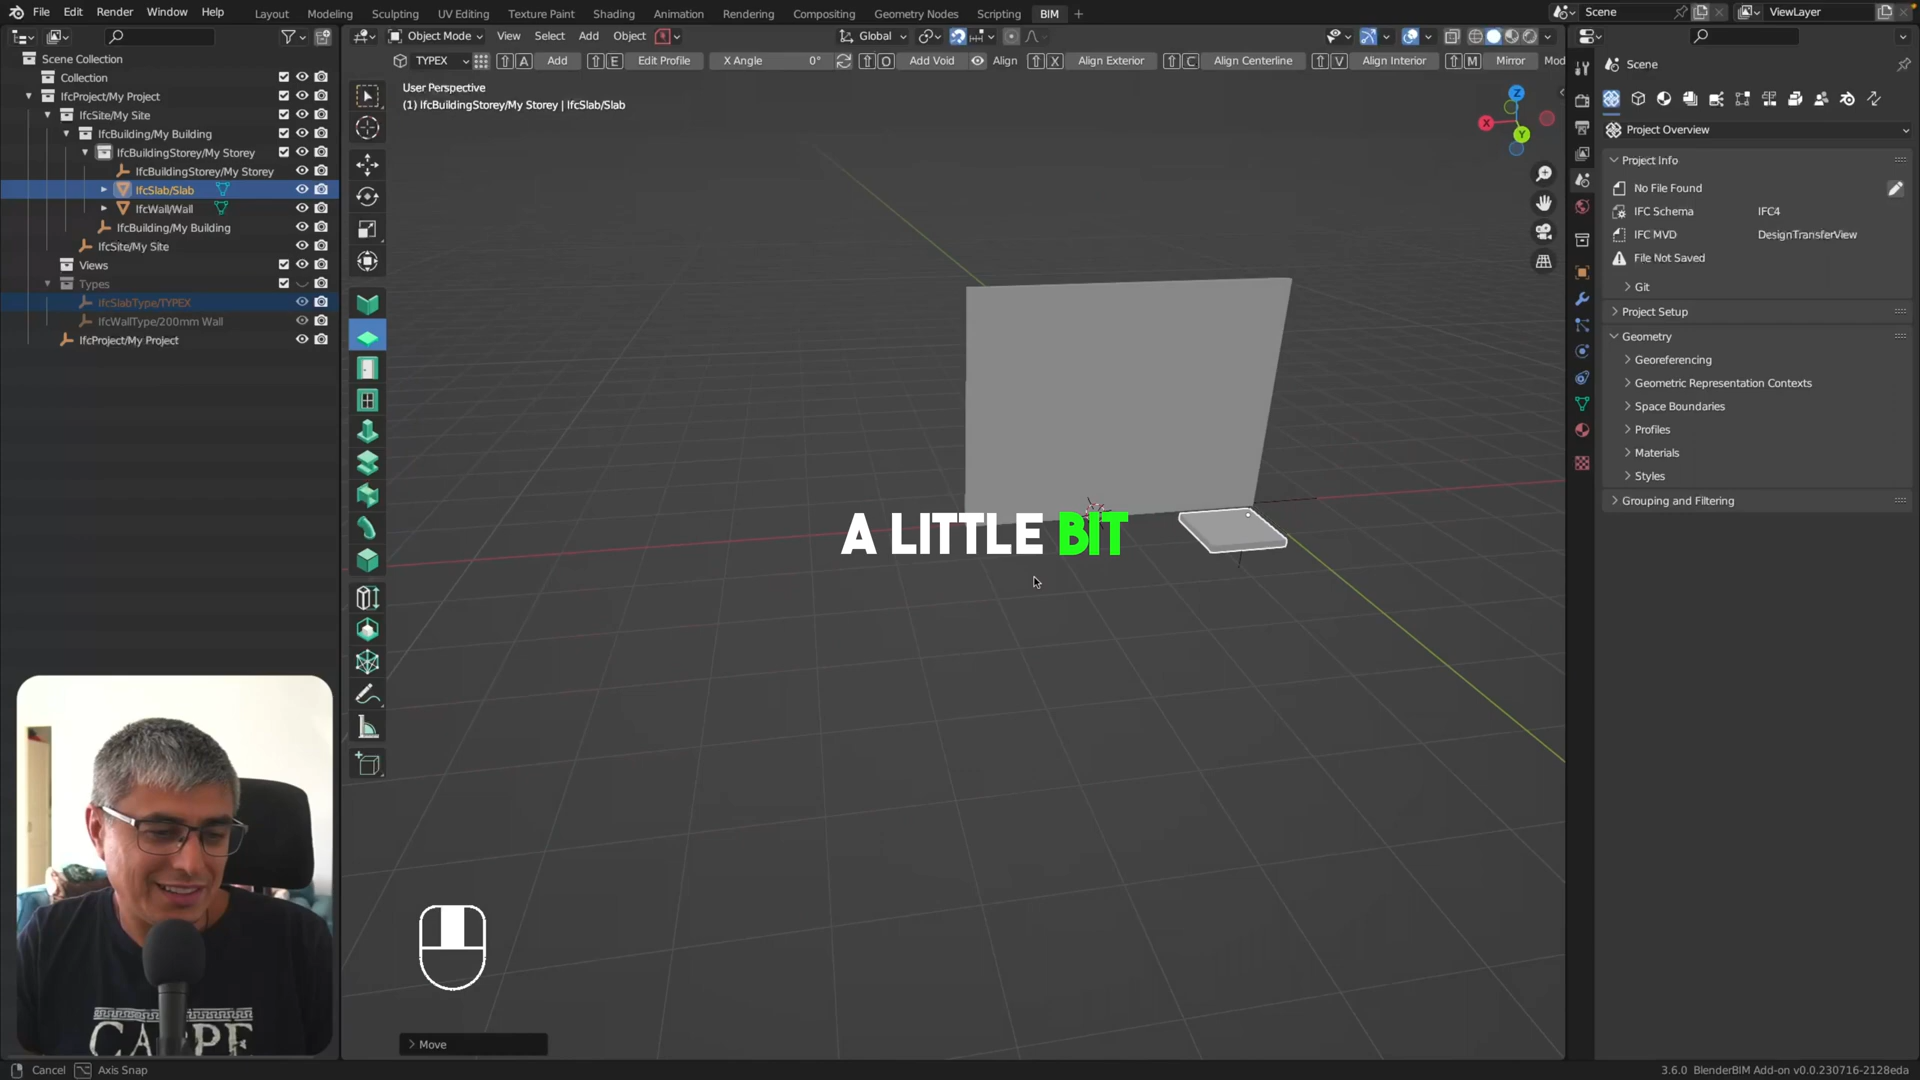 File Edit Render Window Help
Layout Modeling Sculpting UV Editing Texture Paint Shading Animation Rendering Compositing Geometry Nodes Scripting BIM
Scene
ViewLayer
Object Mode View Select Add Object
Global
TYPEX A Add E Edit Profile X Angle 0° O Add Void Align X Align Exterior C Align Centerline V Align Interior M Mirror Mod
Scene Collection
Collection
IfcProject/My Project
IfcSite/My Site
IfcBuilding/My Building
IfcBuildingStorey/My Storey
IfcBuildingStorey/My Storey
IfcSlab/Slab
IfcWall/Wall
IfcBuilding/My Building
IfcSite/My Site
Views
Types
IfcSlabType/TYPEX
IfcWallType/200mm Wall
IfcProject/My Project
User Perspective
(1) IfcBuildingStorey/My Storey | IfcSlab/Slab
Z
X
Y
A LITTLE BIT
Move
Scene
Project Overview
Project Info
No File Found
IFC Schema IFC4
IFC MVD DesignTransferView
File Not Saved
Git
Project Setup
Geometry
Georeferencing
Geometric Representation Contexts
Space Boundaries
Profiles
Materials
Styles
Grouping and Filtering
CARPE
Cancel Axis Snap
3.6.0 BlenderBIM Add-on v0.0.230716-2128eda